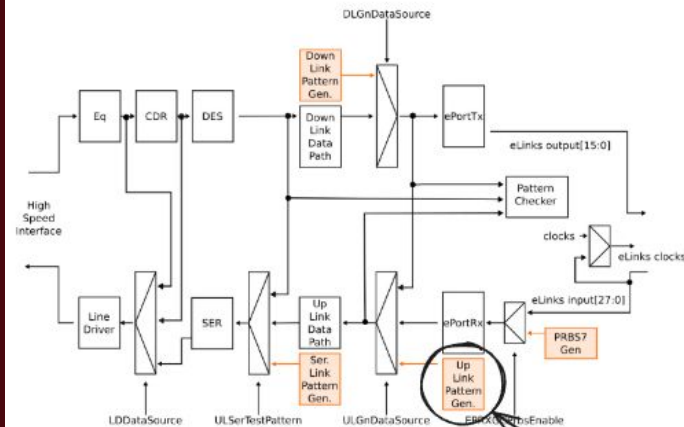 DLGnDataSource
Down
Link
Pattern
Gen.
Eq
CDR
DES
Down
Link
Data
Path
ePortTx
eLinks output[15:0]
High
Speed
Interface
Pattern
Checker
clocks
eLinks clocks
eLinks input[27:0]
Line
Driver
SER
Up
Link
Data
Path
ePortRx
PRBS7
Gen
Ser.
Link
Pattern
Gen.
Up
Link
Pattern
Gen.
LDDataSource
ULSerTestPattern
ULGnDataSource